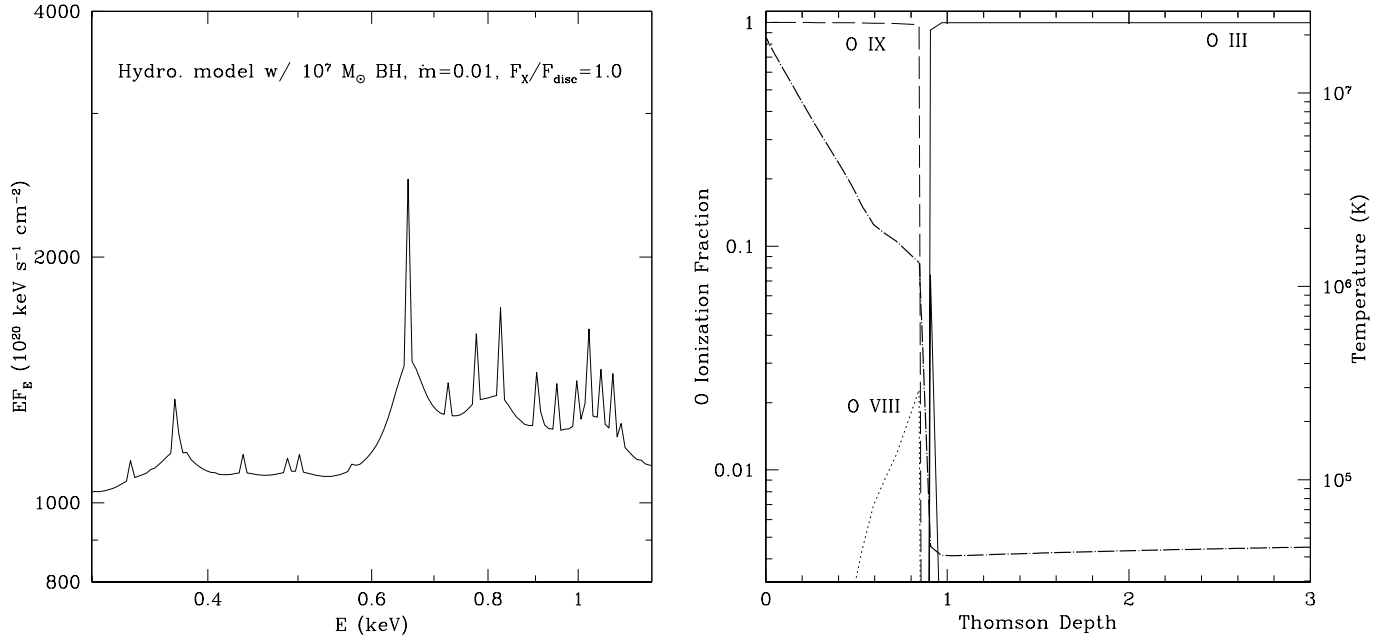 4000
2000
1000
800
EF_E (10²⁰ keV s⁻¹ cm⁻²)
Hydro. model w/ 10⁷ M☉ BH, ṁ=0.01, F_X/F_disc=1.0
0.4
0.6
0.8
1
E (keV)
1
0.1
0.01
O Ionization Fraction
O IX
O III
O VIII
10⁷
10⁶
10⁵
Temperature (K)
0
1
2
3
Thomson Depth